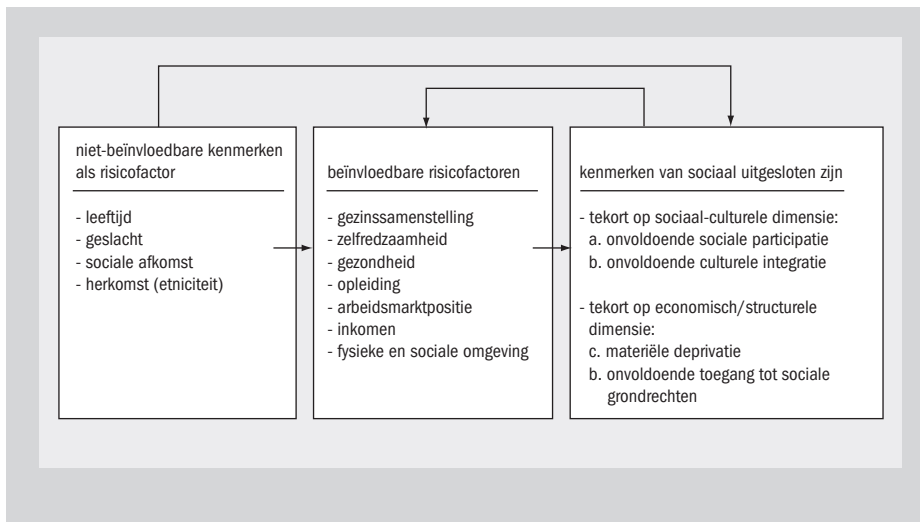 niet-beïnvloedbare kenmerken
als risicofactor
- leeftijd
- geslacht
- sociale afkomst
- herkomst (etniciteit)
beïnvloedbare risicofactoren
- gezinssamenstelling
- zelfredzaamheid
- gezondheid
- opleiding
- arbeidsmarktpositie
- inkomen
- fysieke en sociale omgeving
kenmerken van sociaal uitgesloten zijn
- tekort op sociaal-culturele dimensie:
a. onvoldoende sociale participatie
b. onvoldoende culturele integratie
- tekort op economisch/structurele
dimensie:
c. materiële deprivatie
b. onvoldoende toegang tot sociale
grondrechten